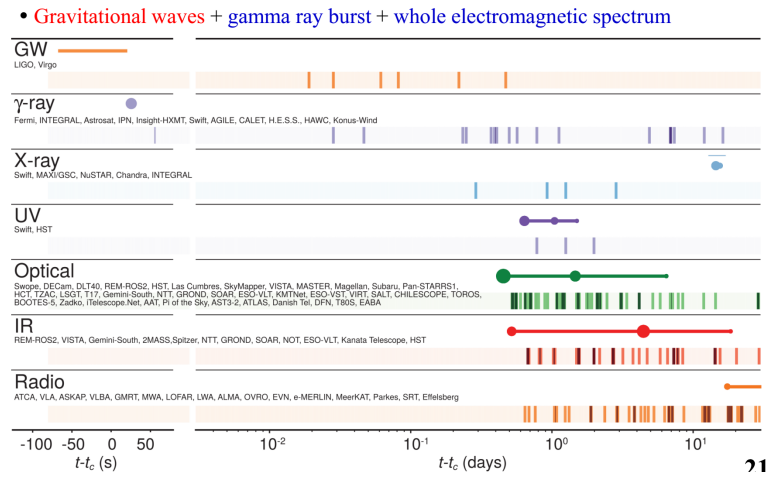 • Gravitational waves + gamma ray burst + whole electromagnetic spectrum
GW
LIGO, Virgo
γ-ray
Fermi, INTEGRAL, Astrosat, IPN, Insight-HXMT, Swift, AGILE, CALET, H.E.S.S., HAWC, Konus-Wind
X-ray
Swift, MAXI/GSC, NuSTAR, Chandra, INTEGRAL
UV
Swift, HST
Optical
Swope, DECam, DLT40, REM-ROS2, HST, Las Cumbres, SkyMapper, VISTA, MASTER, Magellan, Subaru, Pan-STARRS1,
HCT, TZAC, LSGT, T17, Gemini-South, NTT, GROND, SOAR, ESO-VLT, KMTNet, ESO-VST, VIRT, SALT, CHILESCOPE, TOROS,
BOOTES-5, Zadko, iTelescope.Net, AAT, Pi of the Sky, AST3-2, ATLAS, Danish Tel, DFN, T80S, EABA
IR
REM-ROS2, VISTA, Gemini-South, 2MASS,Spitzer, NTT, GROND, SOAR, NOT, ESO-VLT, Kanata Telescope, HST
Radio
ATCA, VLA, ASKAP, VLBA, GMRT, MWA, LOFAR, LWA, ALMA, OVRO, EVN, e-MERLIN, MeerKAT, Parkes, SRT, Effelsberg
-100 -50 0 50 10⁻² 10⁻¹ 10⁰ 10¹
t-t_c (s) t-t_c (days)
21